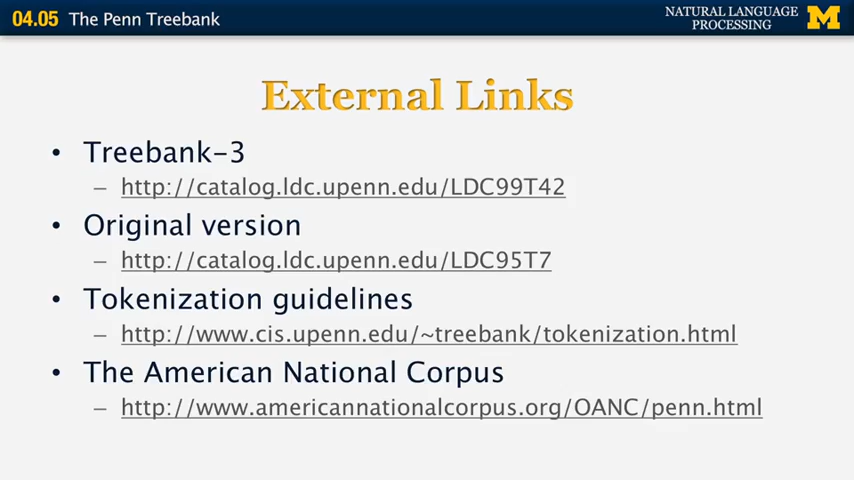 04.05 The Penn Treebank
NATURAL LANGUAGE
PROCESSING
M
External Links
• Treebank-3
– http://catalog.ldc.upenn.edu/LDC99T42
• Original version
– http://catalog.ldc.upenn.edu/LDC95T7
• Tokenization guidelines
– http://www.cis.upenn.edu/~treebank/tokenization.html
• The American National Corpus
– http://www.americannationalcorpus.org/OANC/penn.html